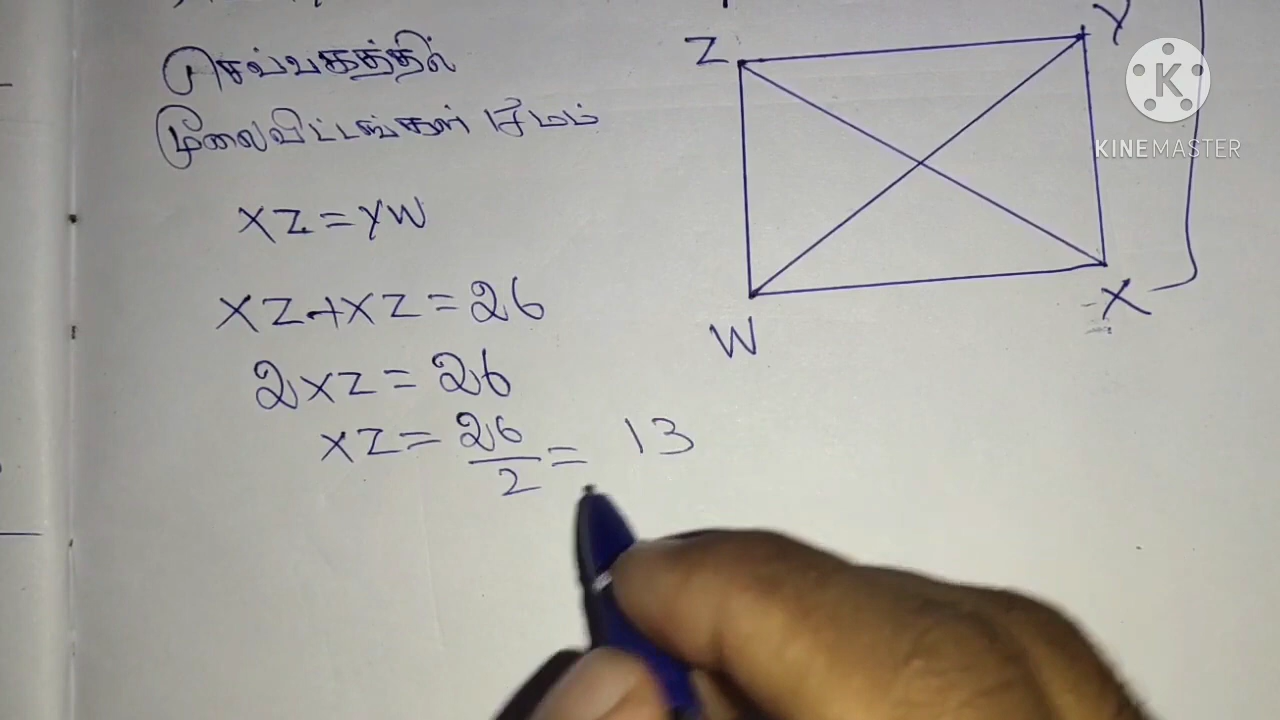 செவ்வகத்தில்
மூலைவிட்டங்கள் சமம்
XZ = YW
XZ + XZ = 26
2XZ = 26
XZ = 26/2 = 13
Z
Y
W
X
K
KINEMASTER